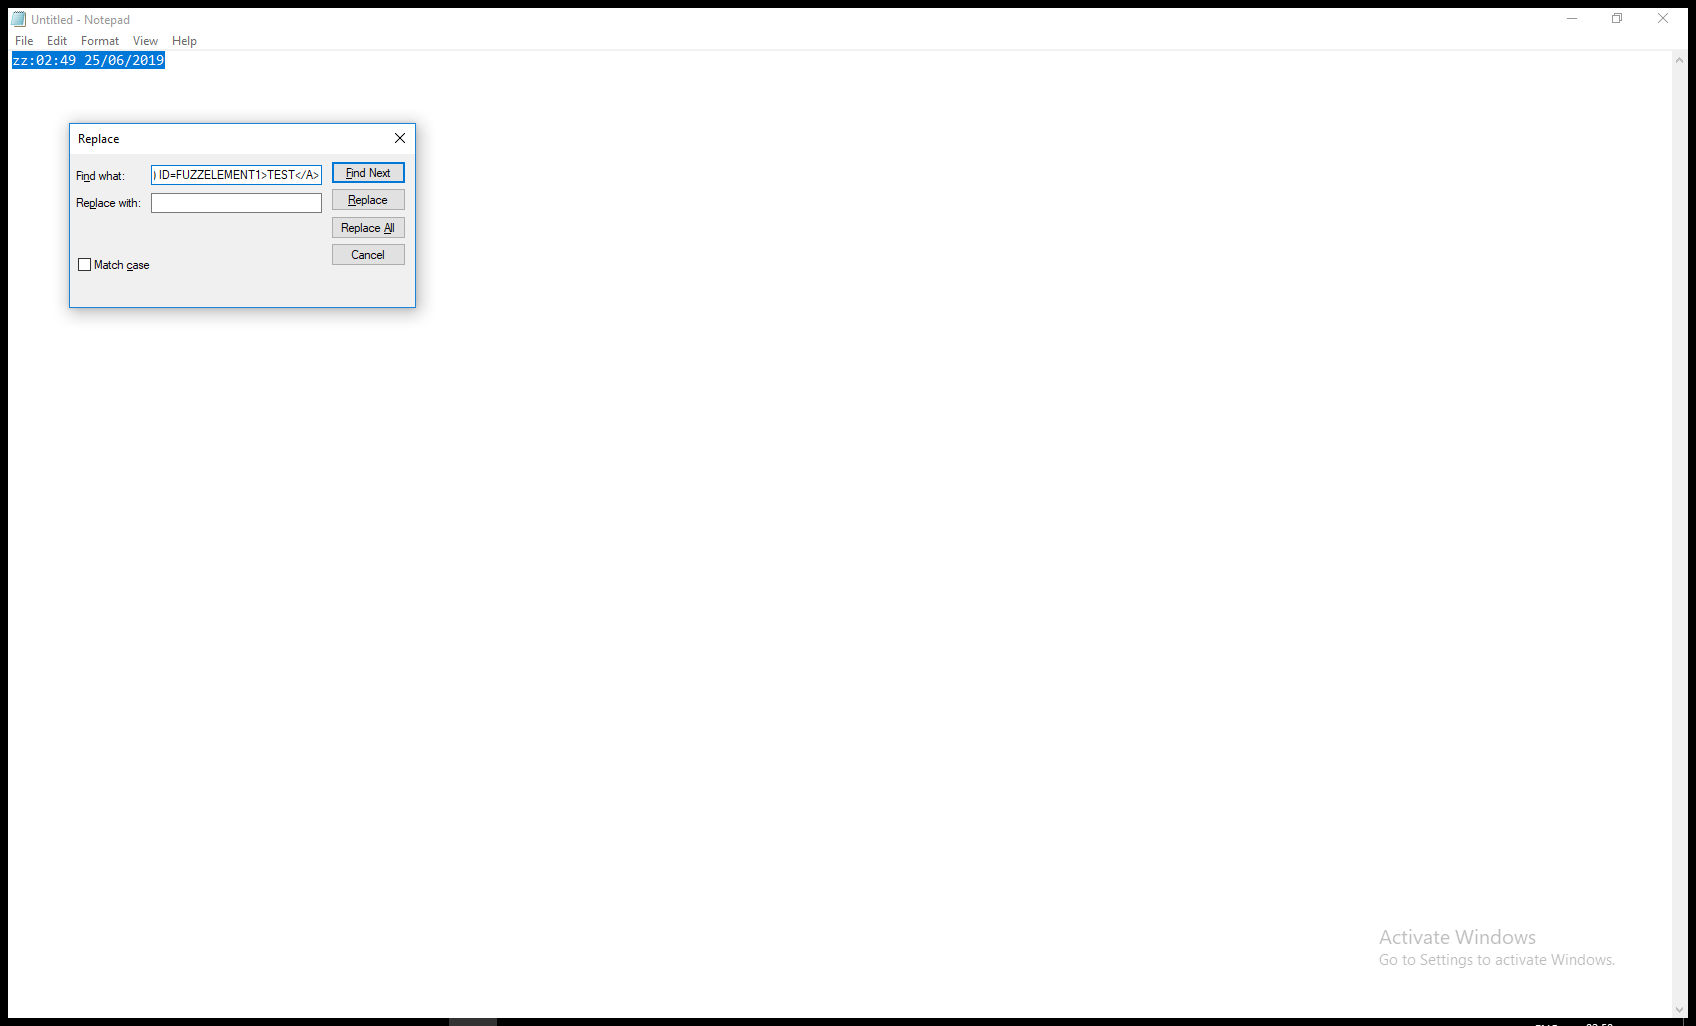 Untitled - Notepad
File Edit Format View Help
zz:02:49 25/06/2019
Replace
Find what: ) ID=FUZZELEMENT1>TEST</A> Find Next
Replace with: Replace
Replace All
Cancel
Match case
Activate Windows
Go to Settings to activate Windows.